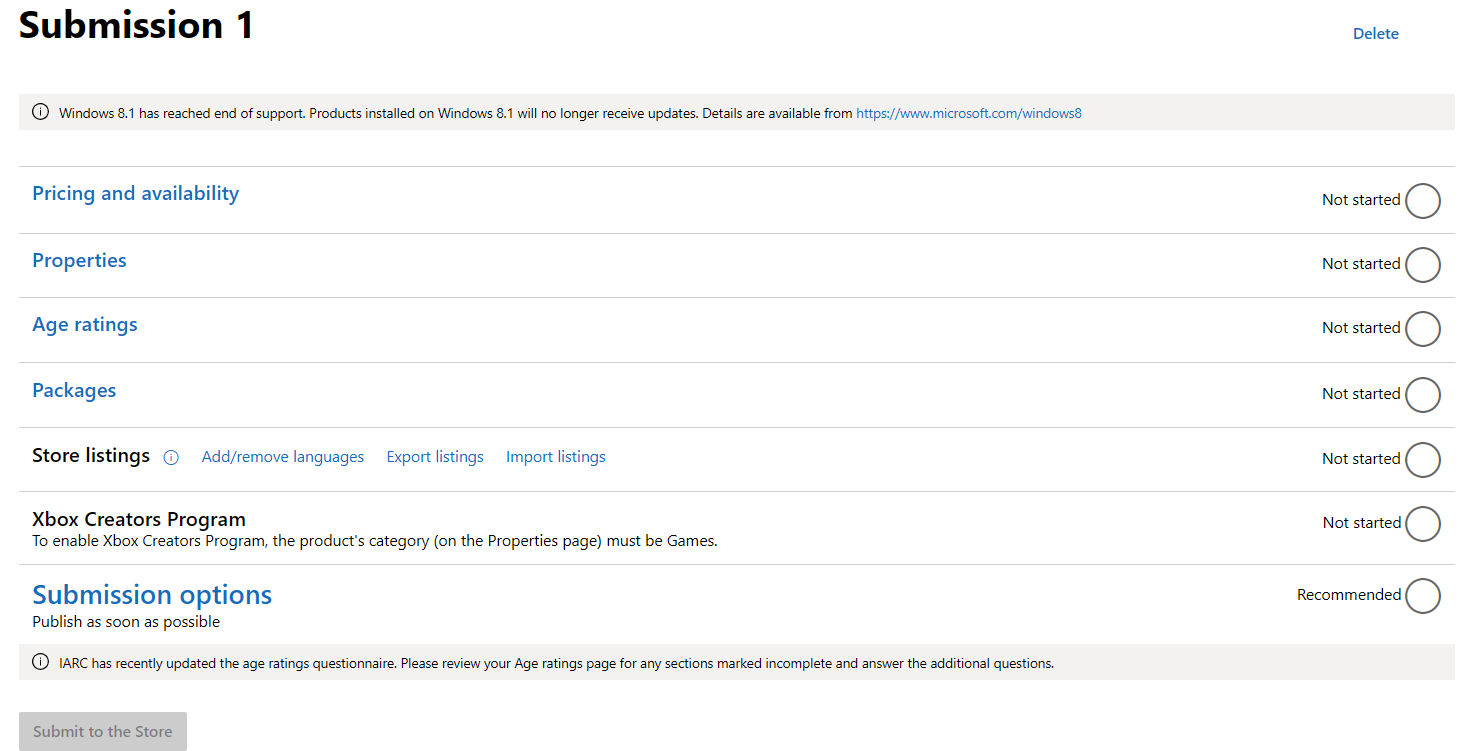 Submission 1
Delete
Windows 8.1 has reached end of support. Products installed on Windows 8.1 will no longer receive updates. Details are available from https://www.microsoft.com/windows8
Pricing and availability Not started
Properties Not started
Age ratings Not started
Packages Not started
Store listings Add/remove languages Export listings Import listings Not started
Xbox Creators Program Not started
To enable Xbox Creators Program, the product's category (on the Properties page) must be Games.
Submission options Recommended
Publish as soon as possible
IARC has recently updated the age ratings questionnaire. Please review your Age ratings page for any sections marked incomplete and answer the additional questions.
Submit to the Store